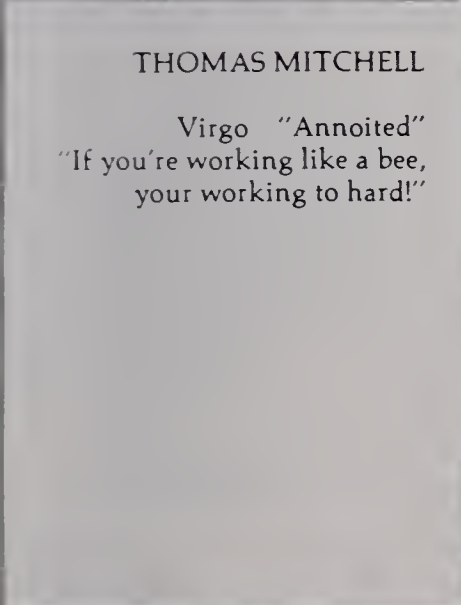 THOMAS MITCHELL
Virgo "Annoited"
"If you're working like a bee,
your working to hard!"